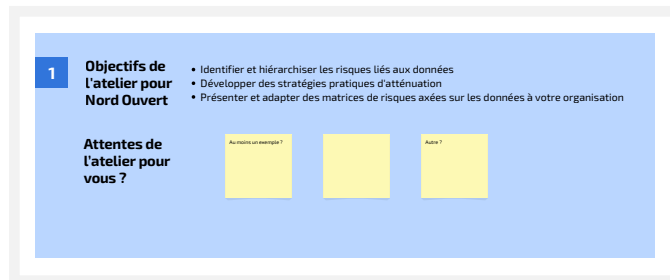 1
Objectifs de
l'atelier pour
Nord Ouvert
• Identifier et hiérarchiser les risques liés aux données
• Développer des stratégies pratiques d'atténuation
• Présenter et adapter des matrices de risques axées sur les données à votre organisation
Attentes de
l'atelier pour
vous ?
Au moins un exemple ?
Autre ?